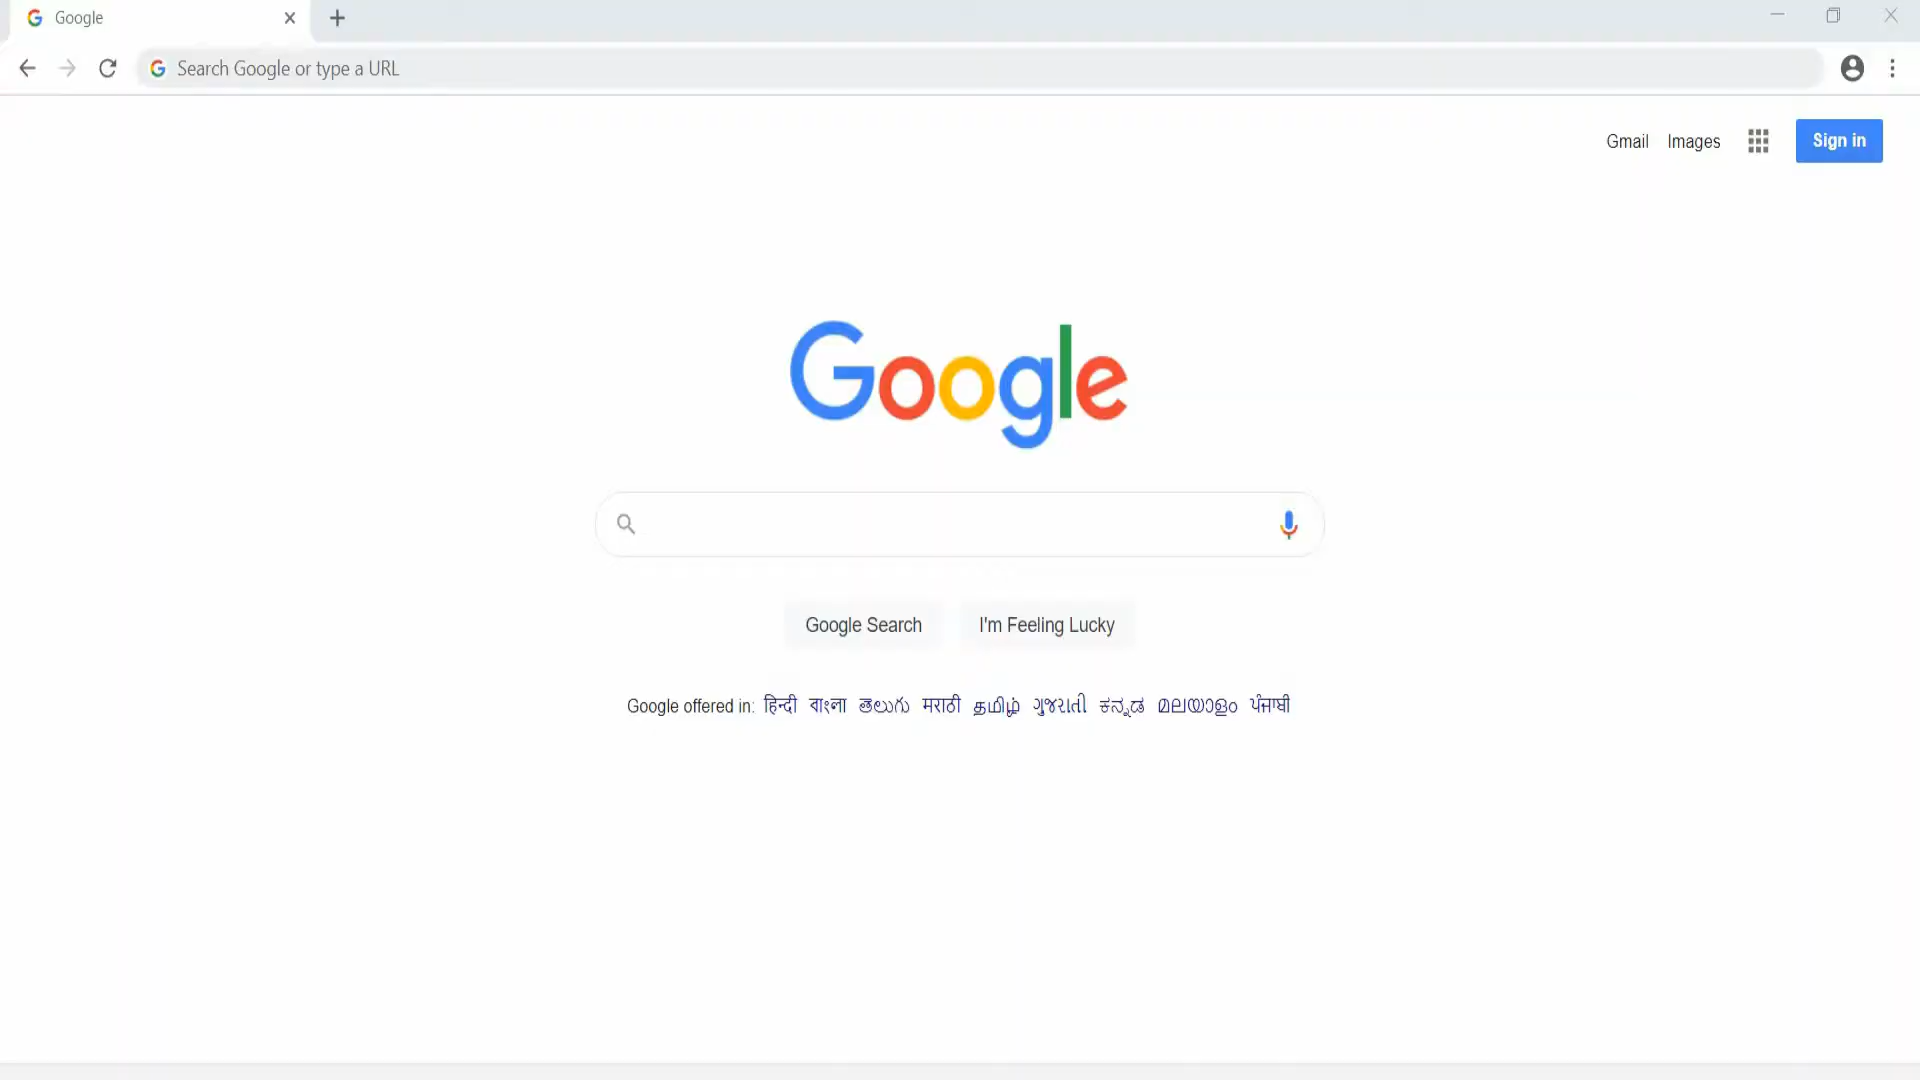 Google
Search Google or type a URL
Gmail Images Sign in
Google
Google Search I'm Feeling Lucky
Google offered in: हिन्दी বাংলা తెలుగు मराठी தமிழ் ગુજરાતી ಕನ್ನಡ മലയാളം ਪੰਜਾਬੀ